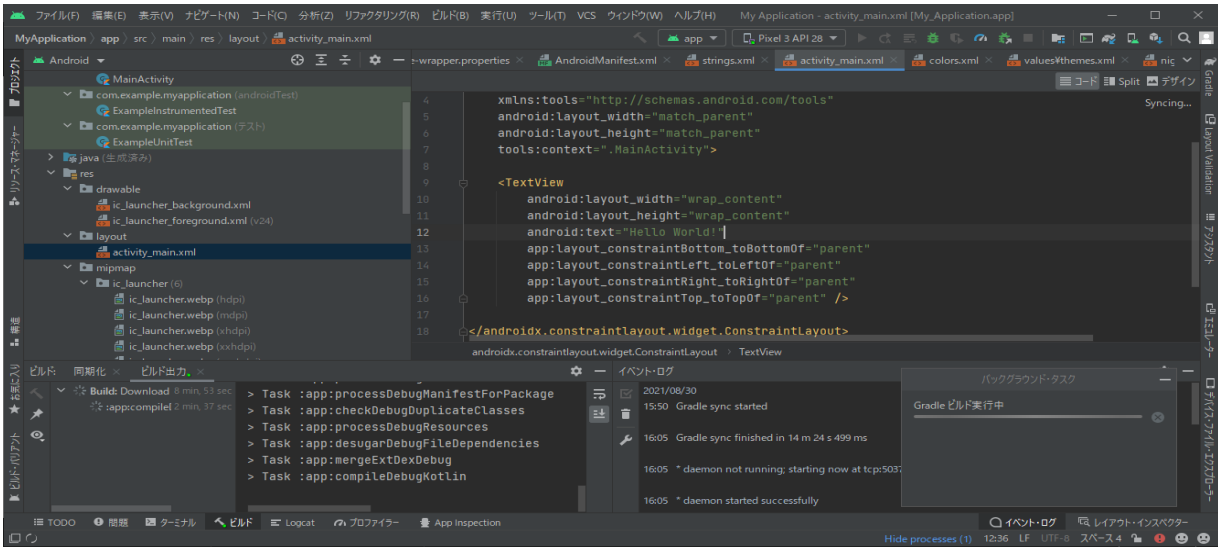 ファイル(F) 編集(E) 表示(V) ナビゲート(N) コード(C) 分析(Z) リファクタリング(R) ビルド(B) 実行(U) ツール(T) VCS ウィンドウ(W) ヘルプ(H) My Application - activity_main.xml [My_Application.app]
MyApplication app src main res layout activity_main.xml app Pixel 3 API 28
Android e-wrapper.properties AndroidManifest.xml strings.xml activity_main.xml colors.xml values¥themes.xml nig
コード Split デザイン
Syncing...
プロジェクト
リソース・マネージャー
構造
お気に入り
ビルド・バリアント
MainActivity
com.example.myapplication (androidTest)
ExampleInstrumentedTest
com.example.myapplication (テスト)
ExampleUnitTest
java (生成済み)
res
drawable
ic_launcher_background.xml
ic_launcher_foreground.xml (v24)
layout
activity_main.xml
mipmap
ic_launcher (6)
ic_launcher.webp (hdpi)
ic_launcher.webp (mdpi)
ic_launcher.webp (xhdpi)
ic_launcher.webp (xxhdpi)
4 xmlns:tools="http://schemas.android.com/tools"
5 android:layout_width="match_parent"
6 android:layout_height="match_parent"
7 tools:context=".MainActivity">
8
9 <TextView
10 android:layout_width="wrap_content"
11 android:layout_height="wrap_content"
12 android:text="Hello World!"
13 app:layout_constraintBottom_toBottomOf="parent"
14 app:layout_constraintLeft_toLeftOf="parent"
15 app:layout_constraintRight_toRightOf="parent"
16 app:layout_constraintTop_toTopOf="parent" />
17
18 </androidx.constraintlayout.widget.ConstraintLayout>
androidx.constraintlayout.widget.ConstraintLayout TextView
Gradle
Layout Validation
アシスタント
エミュレーター
デバイス・ファイル・エクスプローラー
ビルド: 同期化 ビルド出力
Build: Download 8 min, 53 sec
:app:compileI 2 min, 37 sec
> Task :app:processDebugManifestForPackage
> Task :app:checkDebugDuplicateClasses
> Task :app:processDebugResources
> Task :app:desugarDebugFileDependencies
> Task :app:mergeExtDexDebug
> Task :app:compileDebugKotlin
イベント・ログ
2021/08/30
15:50 Gradle sync started
16:05 Gradle sync finished in 14 m 24 s 499 ms
16:05 * daemon not running; starting now at tcp:5037
16:05 * daemon started successfully
バックグラウンド・タスク
Gradle ビルド実行中
TODO 問題 ターミナル ビルド Logcat プロファイラー App Inspection イベント・ログ レイアウト・インスペクター
Hide processes (1) 12:36 LF UTF-8 スペース 4